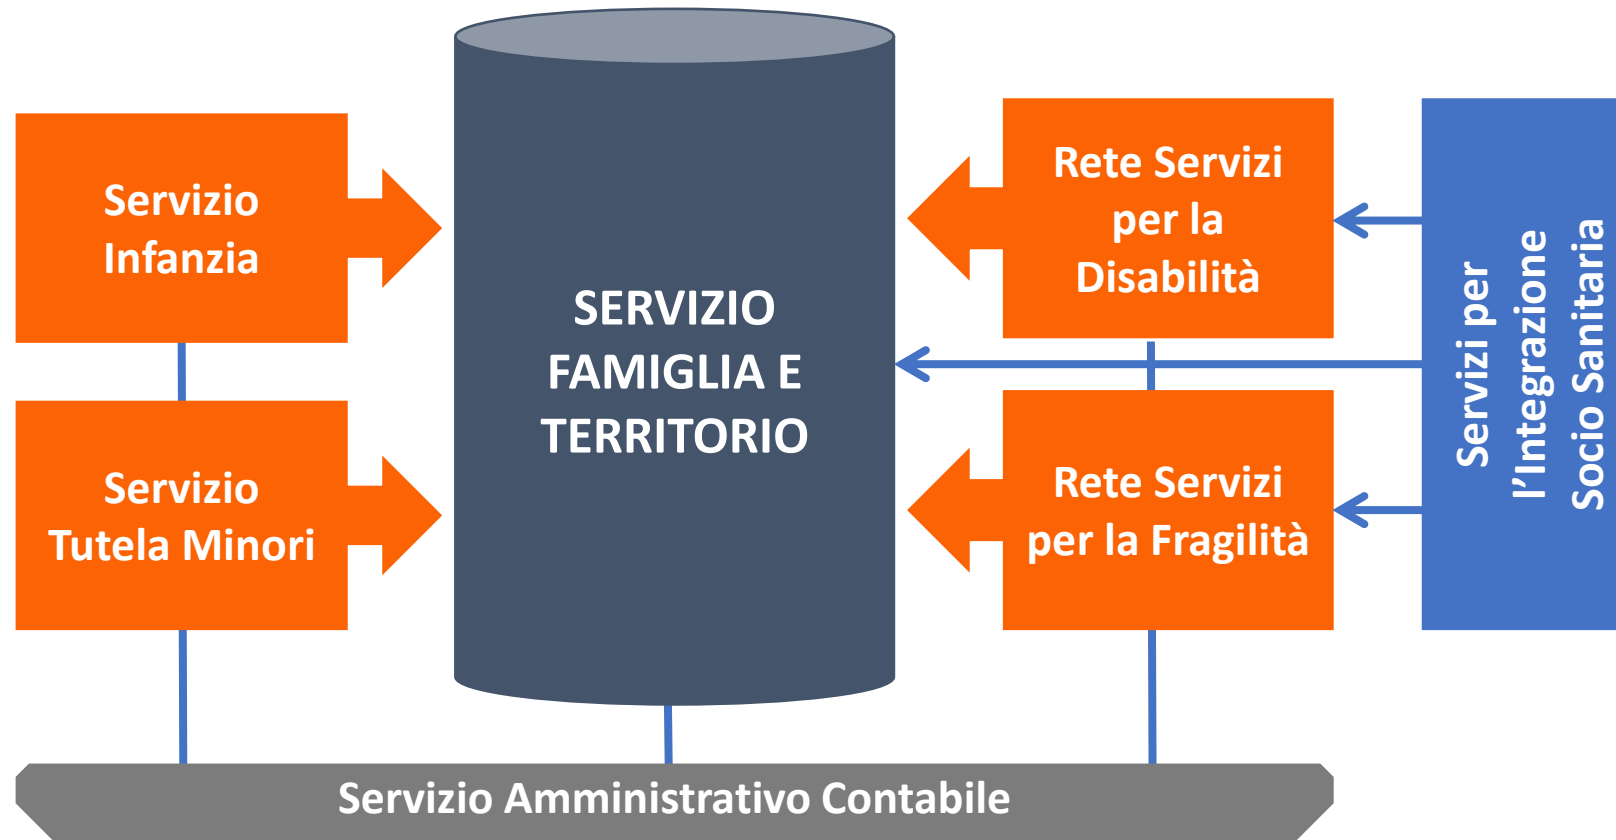 Servizio
Infanzia
Servizio
Tutela Minori
SERVIZIO
FAMIGLIA E
TERRITORIO
Rete Servizi
per la
Disabilità
Rete Servizi
per la Fragilità
Servizi per
l’Integrazione
Socio Sanitaria
Servizio Amministrativo Contabile